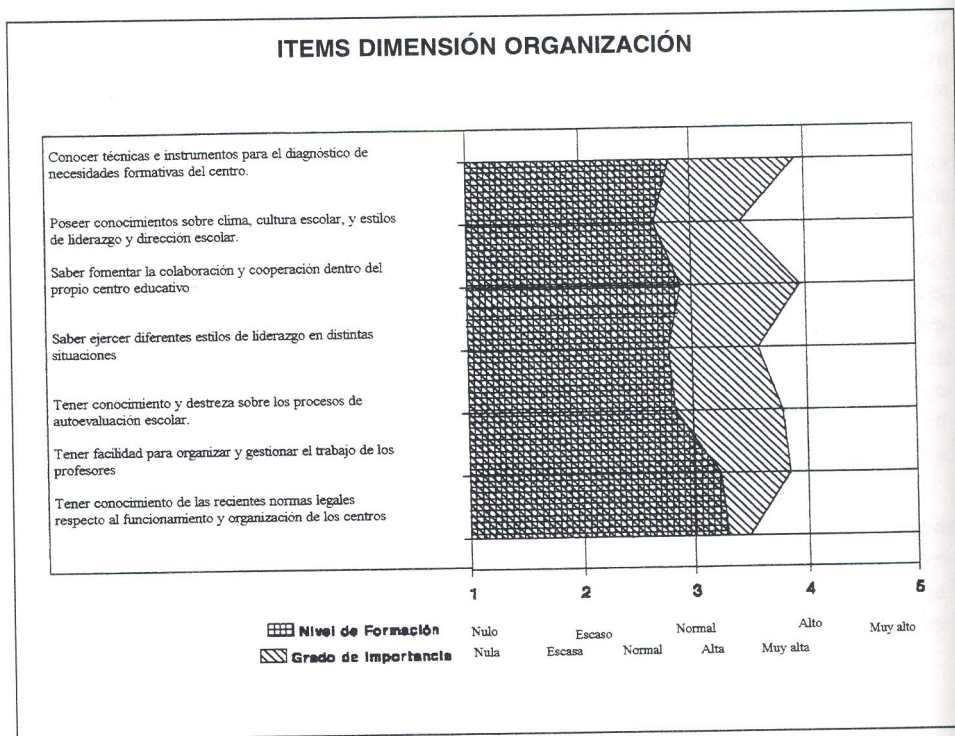 ITEMS DIMENSIÓN ORGANIZACIÓN
Conocer técnicas e instrumentos para el diagnóstico de
necesidades formativas del centro.
Poseer conocimientos sobre clima, cultura escolar, y estilos
de liderazgo y dirección escolar.
Saber fomentar la colaboración y cooperación dentro del
propio centro educativo
Saber ejercer diferentes estilos de liderazgo en distintas
situaciones
Tener conocimiento y destreza sobre los procesos de
autoevaluación escolar.
Tener facilidad para organizar y gestionar el trabajo de los
profesores
Tener conocimiento de las recientes normas legales
respecto al funcionamiento y organización de los centros
1 2 3 4 5
Nivel de Formación Nulo Escaso Normal Alto Muy alto
Grado de Importancia Nula Escasa Normal Alta Muy alta